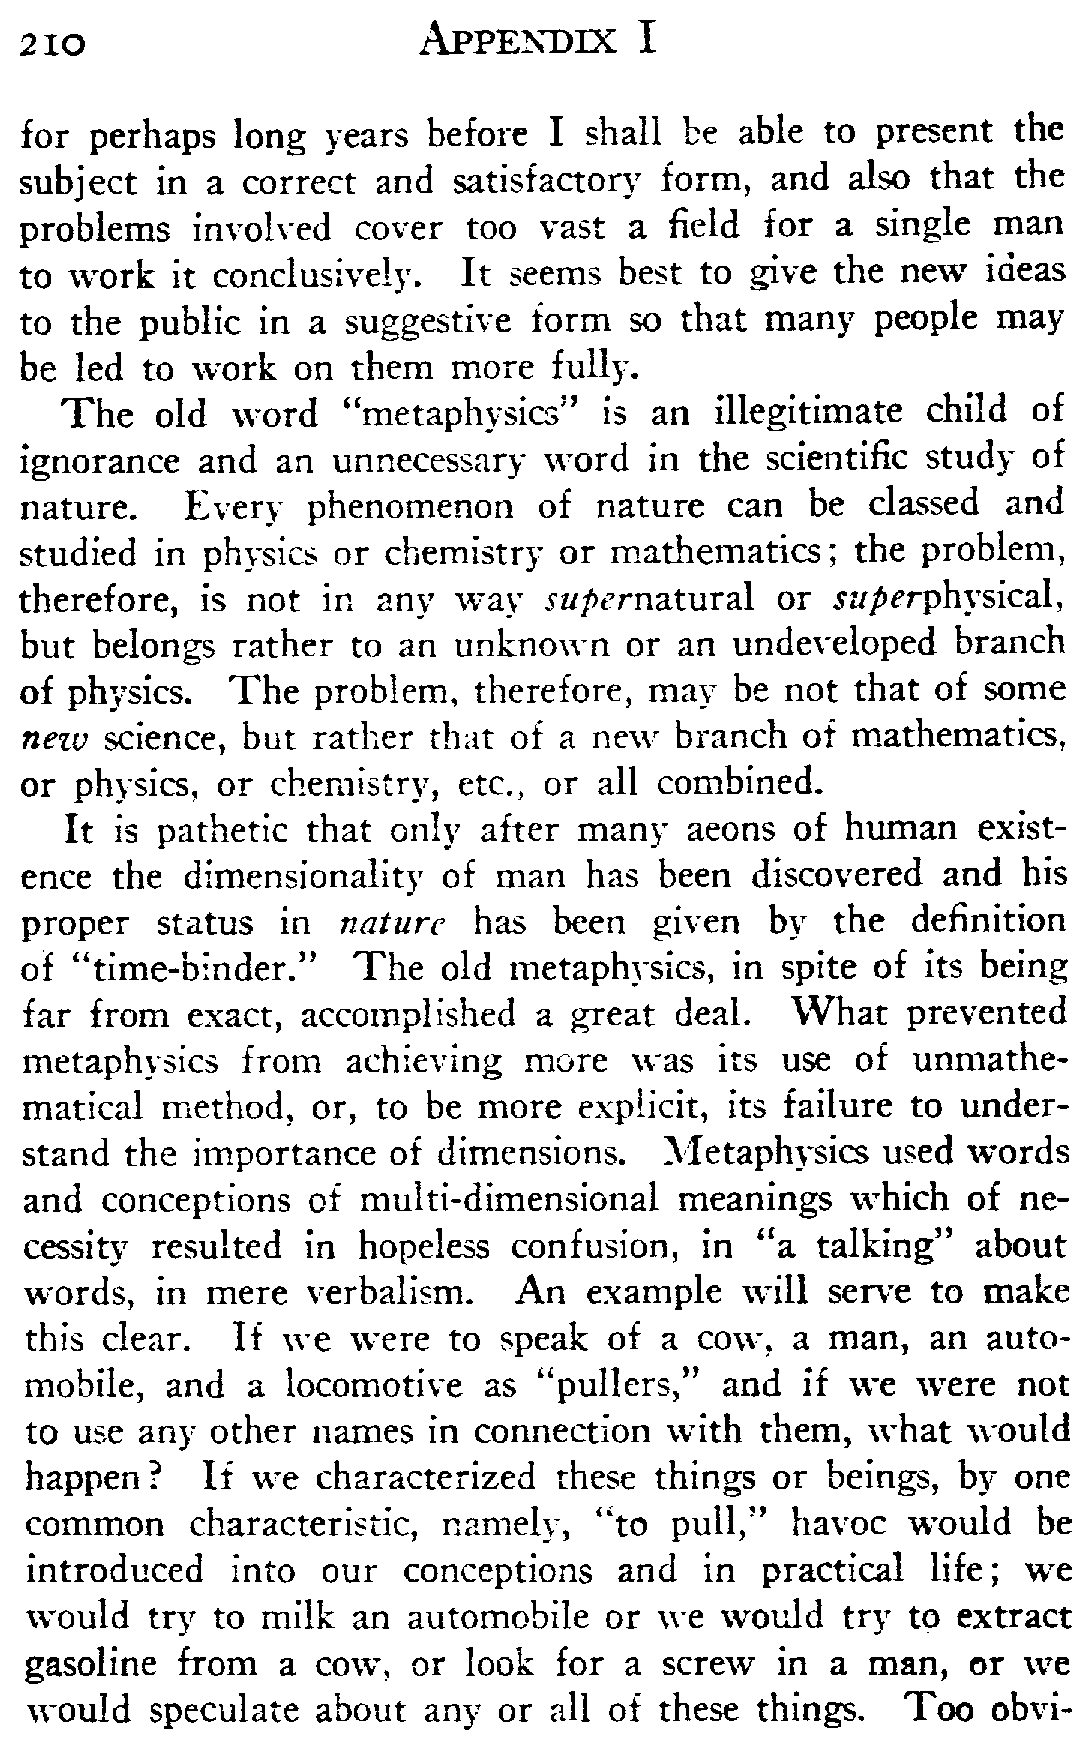 210 APPENDIX I
for perhaps long years before I shall be able to present the
subject in a correct and satisfactory form, and also that the
problems involved cover too vast a field for a single man
to work it conclusively. It seems best to give the new ideas
to the public in a suggestive form so that many people may
be led to work on them more fully.
The old word "metaphysics" is an illegitimate child of
ignorance and an unnecessary word in the scientific study of
nature. Every phenomenon of nature can be classed and
studied in physics or chemistry or mathematics; the problem,
therefore, is not in any way supernatural or superphysical,
but belongs rather to an unknown or an undeveloped branch
of physics. The problem, therefore, may be not that of some
new science, but rather that of a new branch of mathematics,
or physics, or chemistry, etc., or all combined.
It is pathetic that only after many aeons of human exist-
ence the dimensionality of man has been discovered and his
proper status in nature has been given by the definition
of "time-binder." The old metaphysics, in spite of its being
far from exact, accomplished a great deal. What prevented
metaphysics from achieving more was its use of unmathe-
matical method, or, to be more explicit, its failure to under-
stand the importance of dimensions. Metaphysics used words
and conceptions of multi-dimensional meanings which of ne-
cessity resulted in hopeless confusion, in "a talking" about
words, in mere verbalism. An example will serve to make
this clear. If we were to speak of a cow, a man, an auto-
mobile, and a locomotive as "pullers," and if we were not
to use any other names in connection with them, what would
happen? If we characterized these things or beings, by one
common characteristic, namely, "to pull," havoc would be
introduced into our conceptions and in practical life; we
would try to milk an automobile or we would try to extract
gasoline from a cow, or look for a screw in a man, or we
would speculate about any or all of these things. Too obvi-